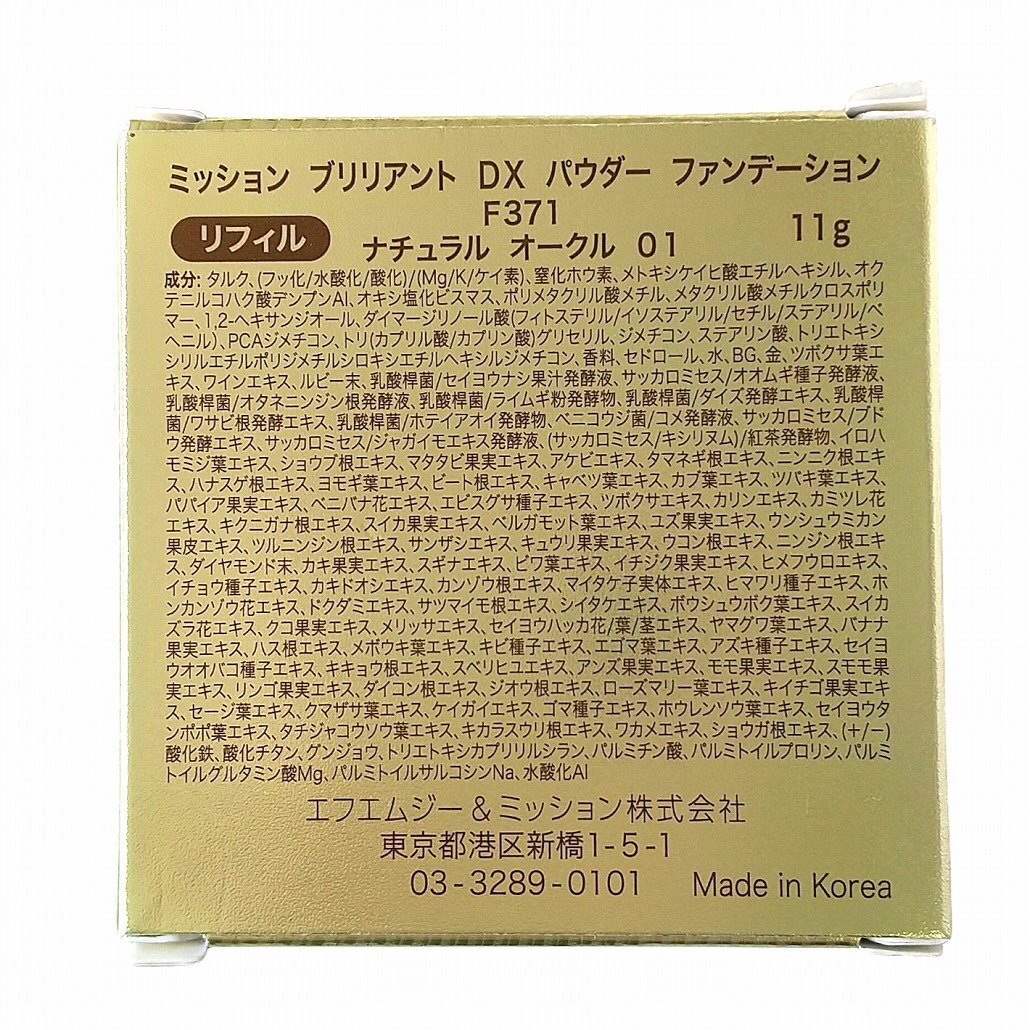 ミッション ブリリアント DX パウダー ファンデーション
F371
リフィル
ナチュラル オークル 01
11g
成分: タルク、(フッ化/水酸化/酸化)/(Mg/K/ケイ素)、窒化ホウ素、メトキシケイヒ酸エチルヘキシル、オク
テニルコハク酸デンプンAl、オキシ塩化ビスマス、ポリメタクリル酸メチル、メタクリル酸メチルクロスポリ
マー、1,2-ヘキサンジオール、ダイマージリノール酸(フィトステリル/イソステアリル/セチル/ステアリル/ベ
ヘニル)、PCAジメチコン、トリ(カプリル酸/カプリン酸)グリセリル、ジメチコン、ステアリン酸、トリエトキシ
シリルエチルポリジメチルシロキシエチルヘキシルジメチコン、香料、セドロール、水、BG、金、ツボクサ葉エ
キス、ワインエキス、ルビー末、乳酸桿菌/セイヨウナシ果汁発酵液、サッカロミセス/オオムギ種子発酵液、
乳酸桿菌/オタネニンジン根発酵液、乳酸桿菌/ライムギ粉発酵物、乳酸桿菌/ダイズ発酵エキス、乳酸桿
菌/ワサビ根発酵エキス、乳酸桿菌/ホテイアオイ発酵物、ベニコウジ菌/コメ発酵液、サッカロミセス/ブド
ウ発酵エキス、サッカロミセス/ジャガイモエキス発酵液、(サッカロミセス/キシリヌム)/紅茶発酵物、イロハ
モミジ葉エキス、ショウブ根エキス、マタタビ果実エキス、アケビエキス、タマネギ根エキス、ニンニク根エキ
ス、ハナスゲ根エキス、ヨモギ葉エキス、ビート根エキス、キャベツ葉エキス、カブ葉エキス、ツバキ葉エキス、
パパイア果実エキス、ベニバナ花エキス、エビスグサ種子エキス、ツボクサエキス、カリンエキス、カミツレ花
エキス、キクニガナ根エキス、スイカ果実エキス、ベルガモット葉エキス、ユズ果実エキス、ウンシュウミカン
果皮エキス、ツルニンジン根エキス、サンザシエキス、キュウリ果実エキス、ウコン根エキス、ニンジン根エキ
ス、ダイヤモンド末、カキ果実エキス、スギナエキス、ビワ葉エキス、イチジク果実エキス、ヒメフウロエキス、
イチョウ種子エキス、カキドオシエキス、カンゾウ根エキス、マイタケ子実体エキス、ヒマワリ種子エキス、ホ
ンカンゾウ花エキス、ドクダミエキス、サツマイモ根エキス、シイタケエキス、ボウシュウボク葉エキス、スイカ
ズラ花エキス、クコ果実エキス、メリッサエキス、セイヨウハッカ花/葉/茎エキス、ヤマグワ葉エキス、バナナ
果実エキス、ハス根エキス、メボウキ葉エキス、キビ種子エキス、エゴマ葉エキス、アズキ種子エキス、セイヨ
ウオオバコ種子エキス、キキョウ根エキス、スベリヒユエキス、アンズ果実エキス、モモ果実エキス、スモモ果
実エキス、リンゴ果実エキス、ダイコン根エキス、ジオウ根エキス、ローズマリー葉エキス、キイチゴ果実エキ
ス、セージ葉エキス、クマザサ葉エキス、ケイガイエキス、ゴマ種子エキス、ホウレンソウ葉エキス、セイヨウタ
ンポポ葉エキス、タチジャコウソウ葉エキス、キカラスウリ根エキス、ワカメエキス、ショウガ根エキス、(+/−)
酸化鉄、酸化チタン、グンジョウ、トリエトキシカプリリルシラン、パルミチン酸、パルミトイルプロリン、パルミ
トイルグルタミン酸Mg、パルミトイルサルコシンNa、水酸化Al
エフエムジー&ミッション株式会社
東京都港区新橋1-5-1
03-3289-0101
Made in Korea